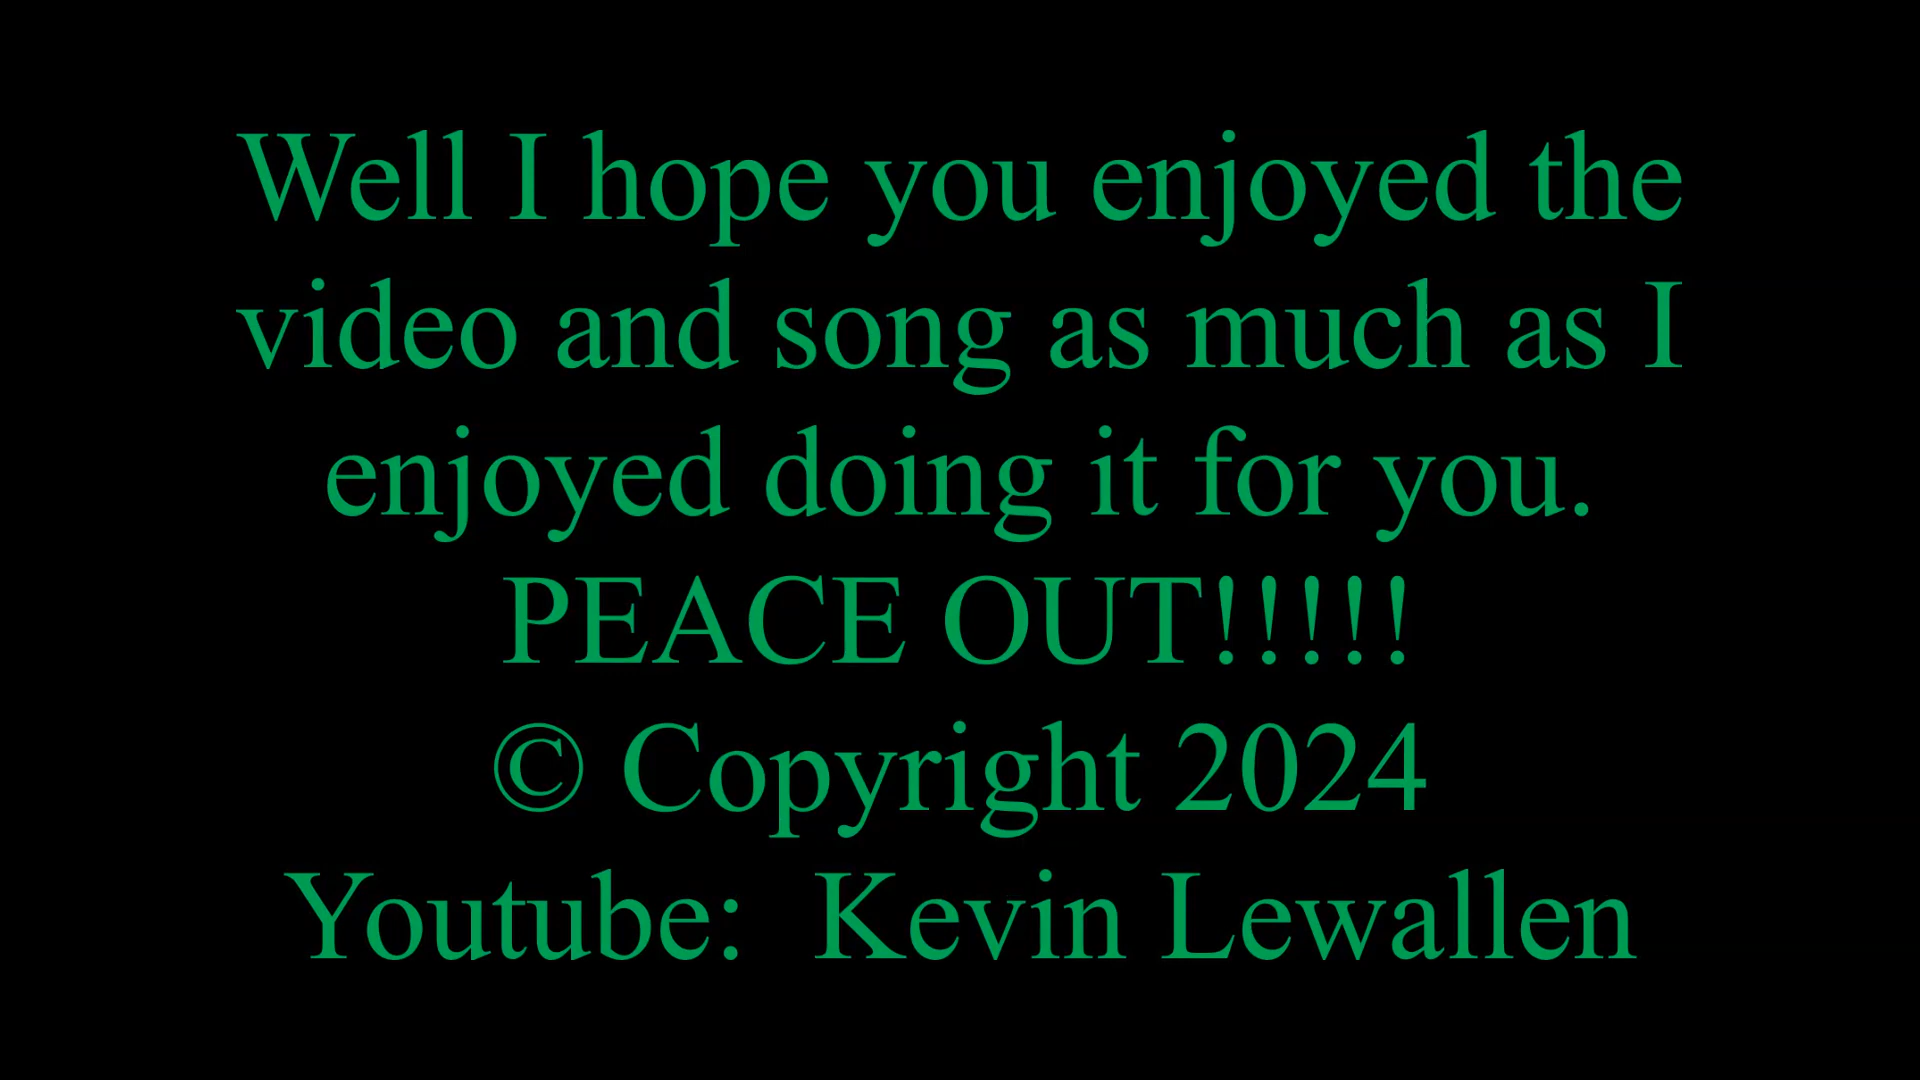 Well I hope you enjoyed the
video and song as much as I
enjoyed doing it for you.
PEACE OUT!!!!!
© Copyright 2024
Youtube:  Kevin Lewallen